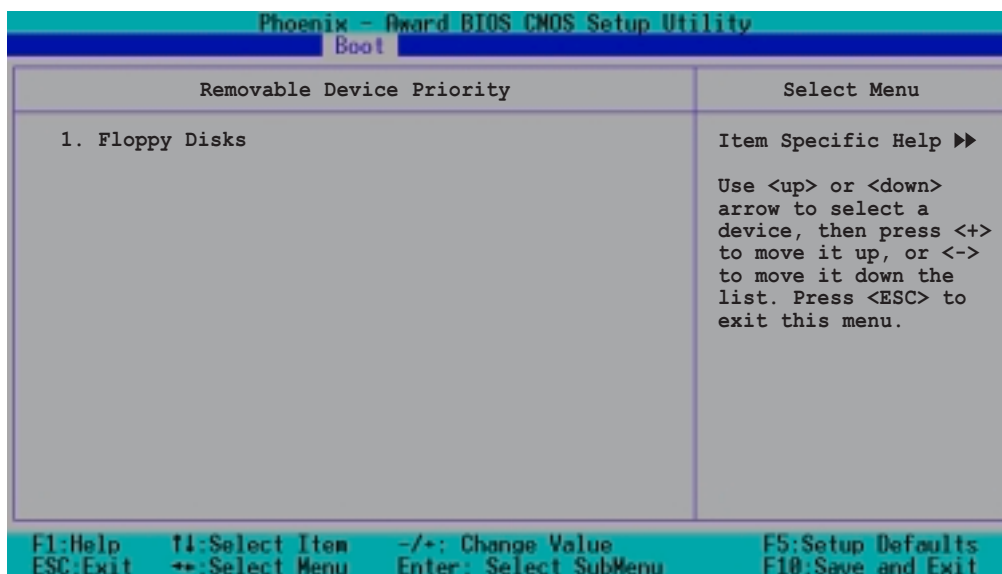 Phoenix - Award BIOS CMOS Setup Utility
Boot
Removable Device Priority
1. Floppy Disks
Select Menu
Item Specific Help ▶▶
Use <up> or <down>
arrow to select a
device, then press <+>
to move it up, or <->
to move it down the
list. Press <ESC> to
exit this menu.
F1:Help ↑↓:Select Item -/+: Change Value F5:Setup Defaults
ESC:Exit ←→:Select Menu Enter: Select SubMenu F10:Save and Exit